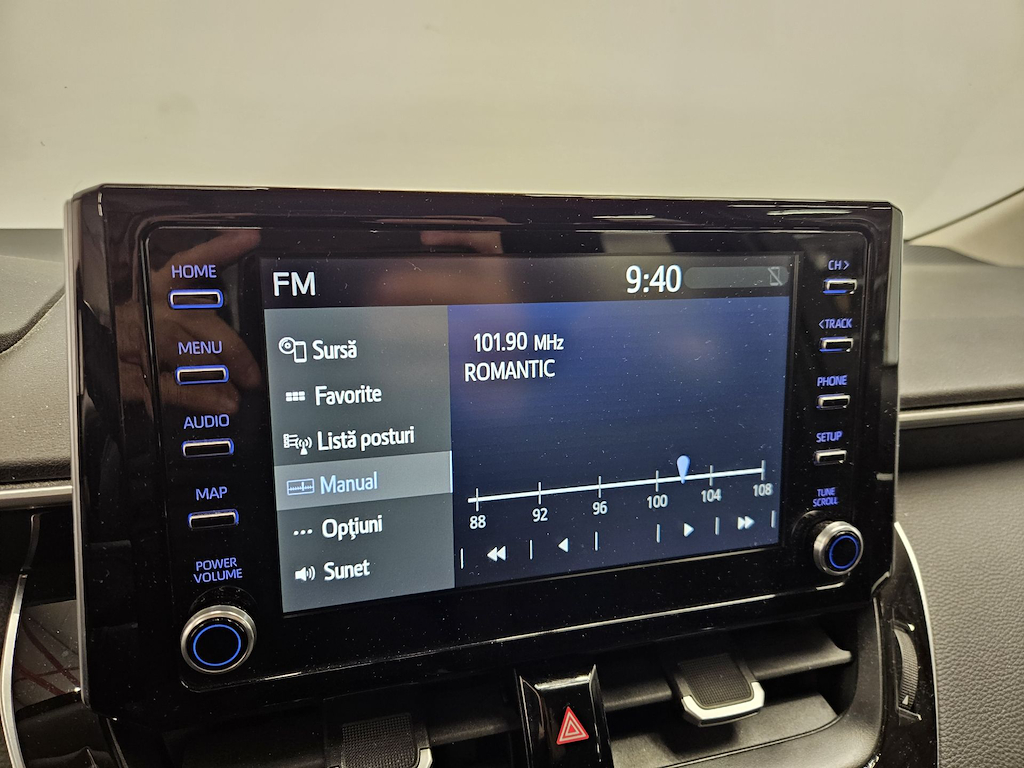 HOME
MENU
AUDIO
MAP
POWER
VOLUME
FM
9:40
Sursă
Favorite
Listă posturi
Manual
Opţiuni
Sunet
101.90 MHz
ROMANTIC
88 92 96 100 104 108
CH >
< TRACK
PHONE
SETUP
TUNE
SCROLL